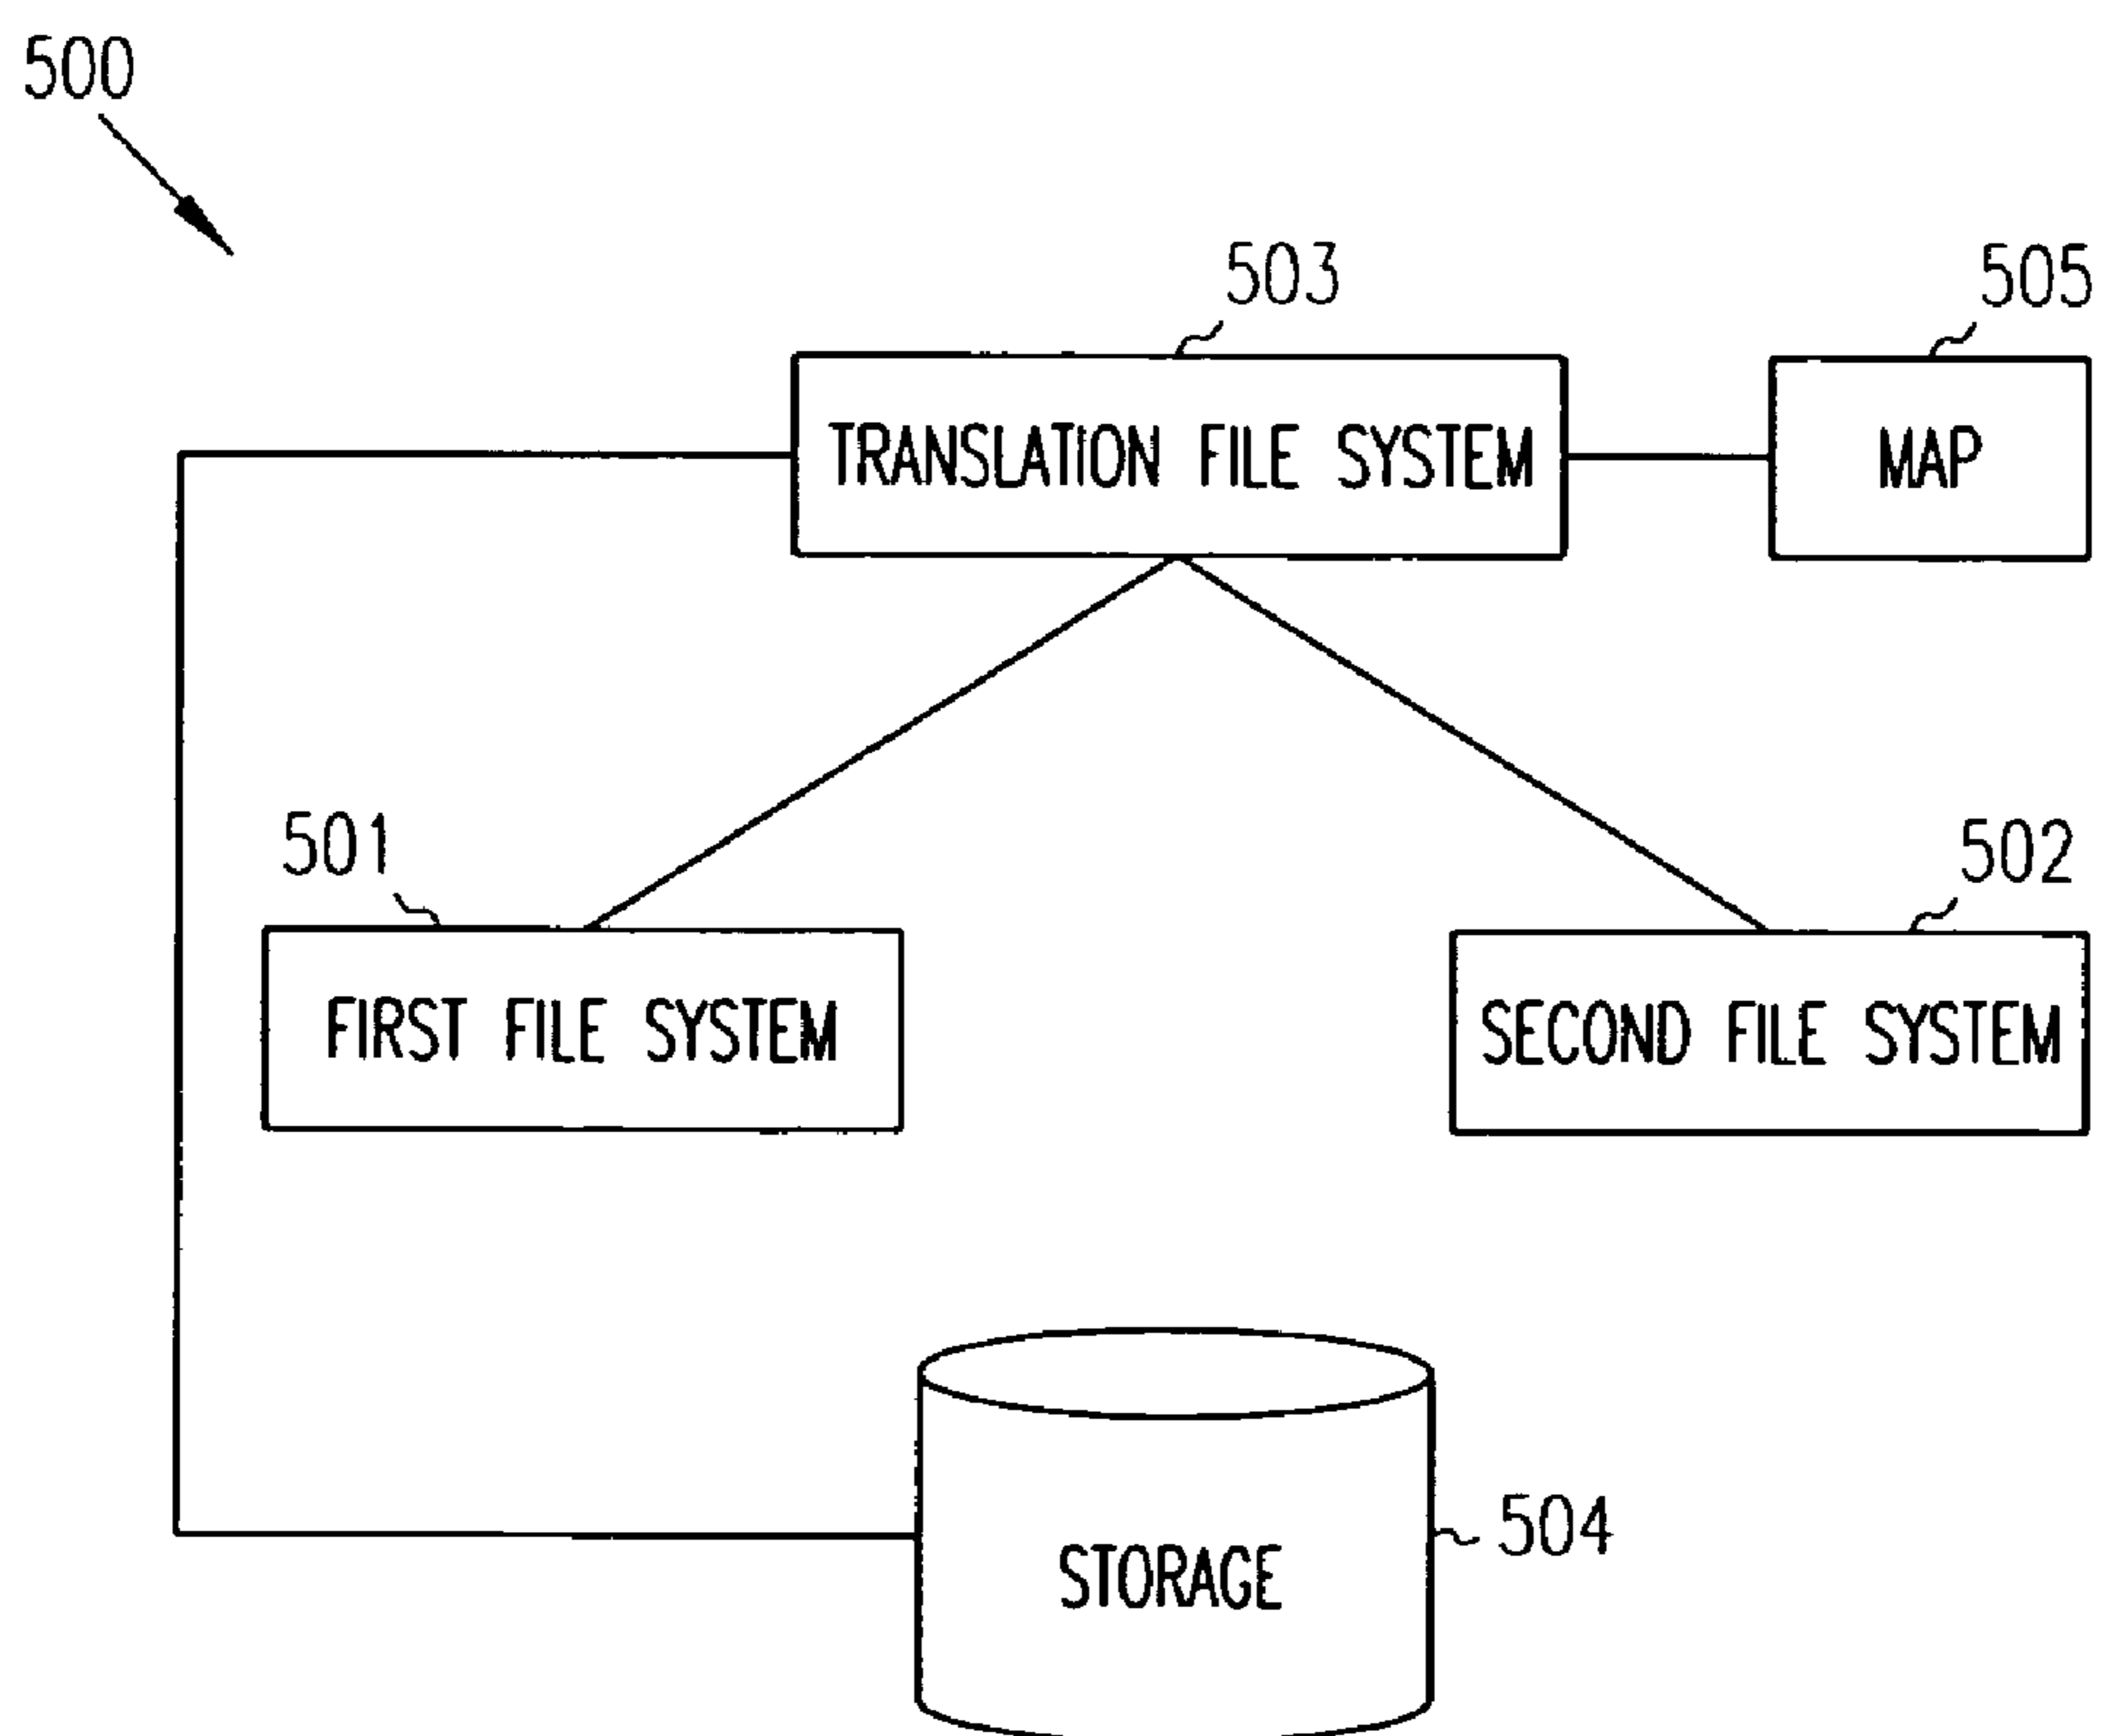 500
503
505
TRANSLATION FILE SYSTEM
MAP
501
502
FIRST FILE SYSTEM
SECOND FILE SYSTEM
504
STORAGE